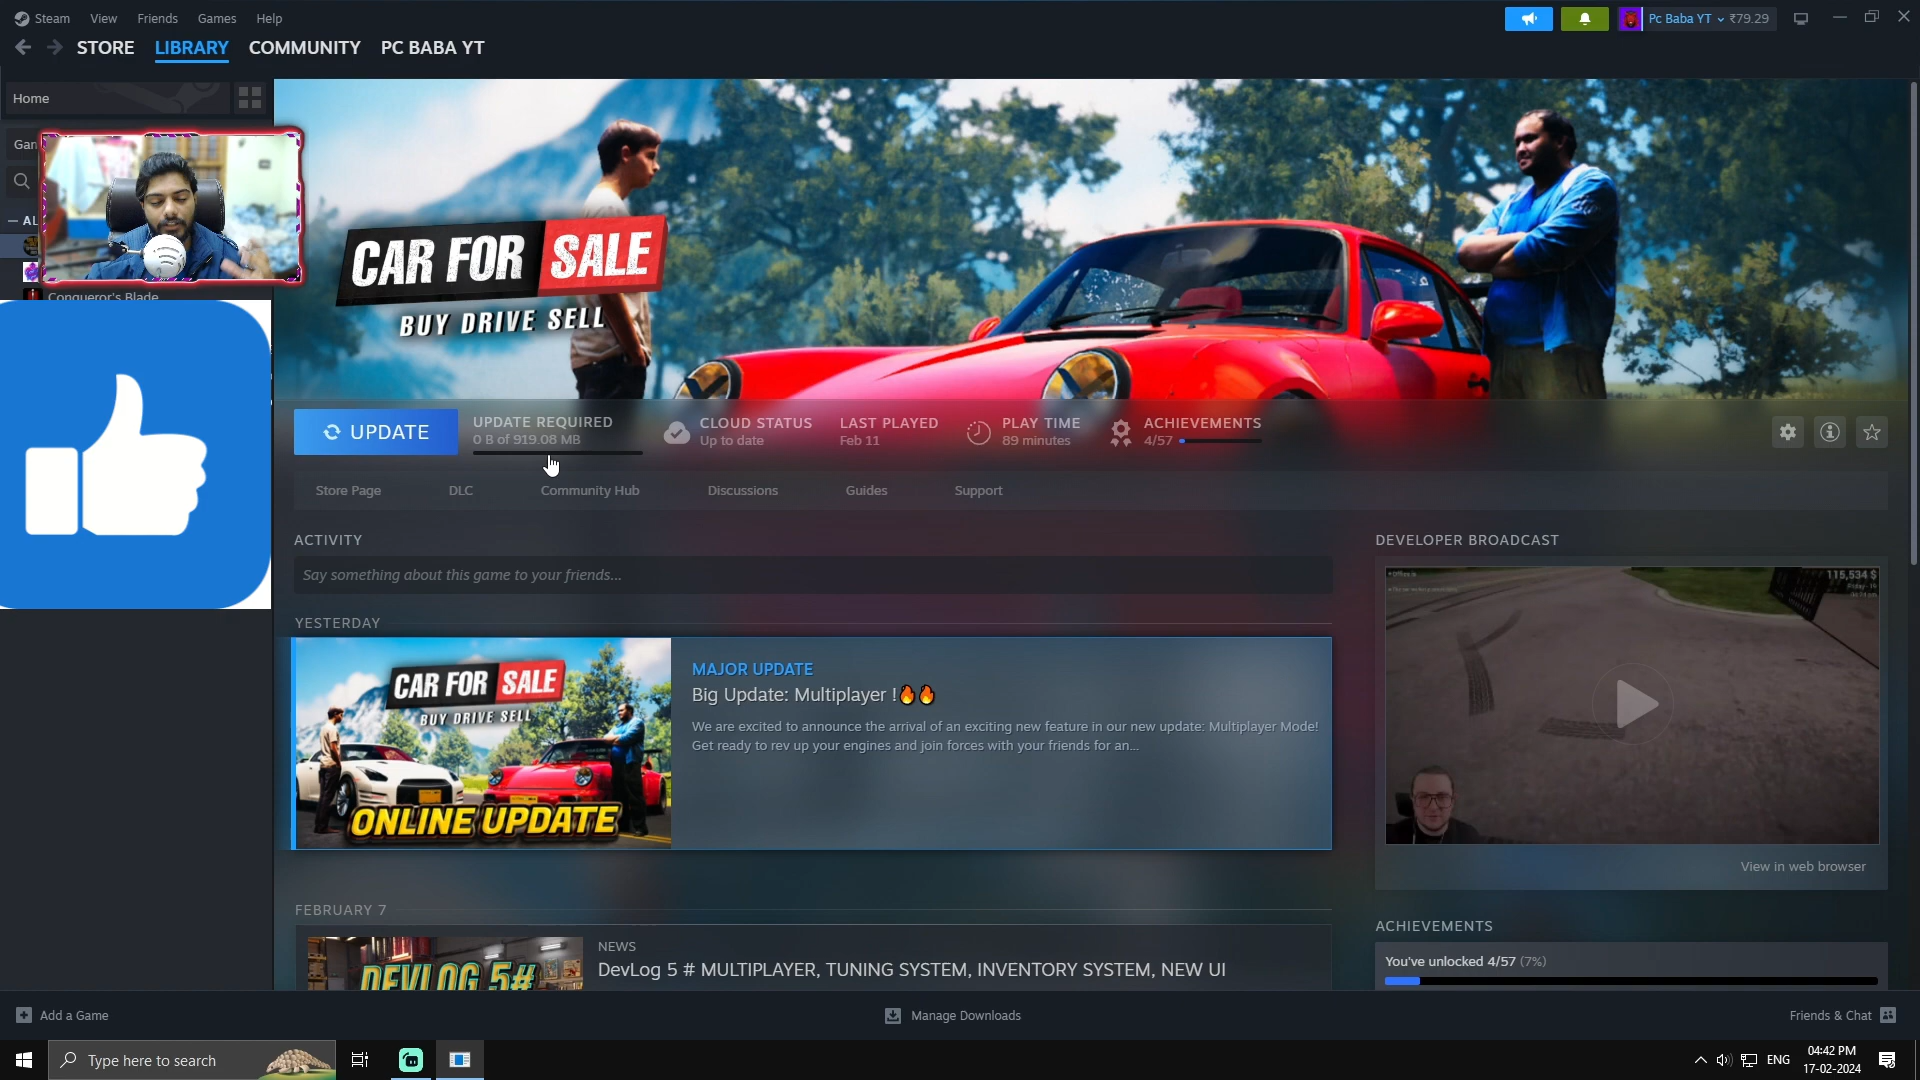 Steam View Friends Games Help
Pc Baba YT ₹79.29
STORE LIBRARY COMMUNITY PC BABA YT
Home
Gam
AL
Conqueror's Blade
CAR FOR SALE
BUY DRIVE SELL
UPDATE
UPDATE REQUIRED
0 B of 919.08 MB
CLOUD STATUS
Up to date
LAST PLAYED
Feb 11
PLAY TIME
89 minutes
ACHIEVEMENTS
4/57
Store Page DLC Community Hub Discussions Guides Support
ACTIVITY
Say something about this game to your friends...
YESTERDAY
CAR FOR SALE
BUY DRIVE SELL
ONLINE UPDATE
MAJOR UPDATE
Big Update: Multiplayer !🔥🔥
We are excited to announce the arrival of an exciting new feature in our new update: Multiplayer Mode!
Get ready to rev up your engines and join forces with your friends for an...
FEBRUARY 7
DEVLOG 5#
NEWS
DevLog 5 # MULTIPLAYER, TUNING SYSTEM, INVENTORY SYSTEM, NEW UI
DEVELOPER BROADCAST
115,534 $
View in web browser
ACHIEVEMENTS
You've unlocked 4/57 (7%)
Add a Game
Manage Downloads
Friends & Chat
Type here to search
ENG
04:42 PM
17-02-2024